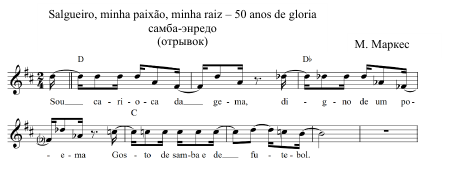 Salgueiro, minha paixão, minha raiz – 50 anos de gloria
самба-энредо
(отрывок)
М. Маркес
D D♭
Sou ca - ri - o - ca da ge - ma, di - g - no de um po -
C
- e - ma Gos - to de sam - ba e de fu - te - bol.